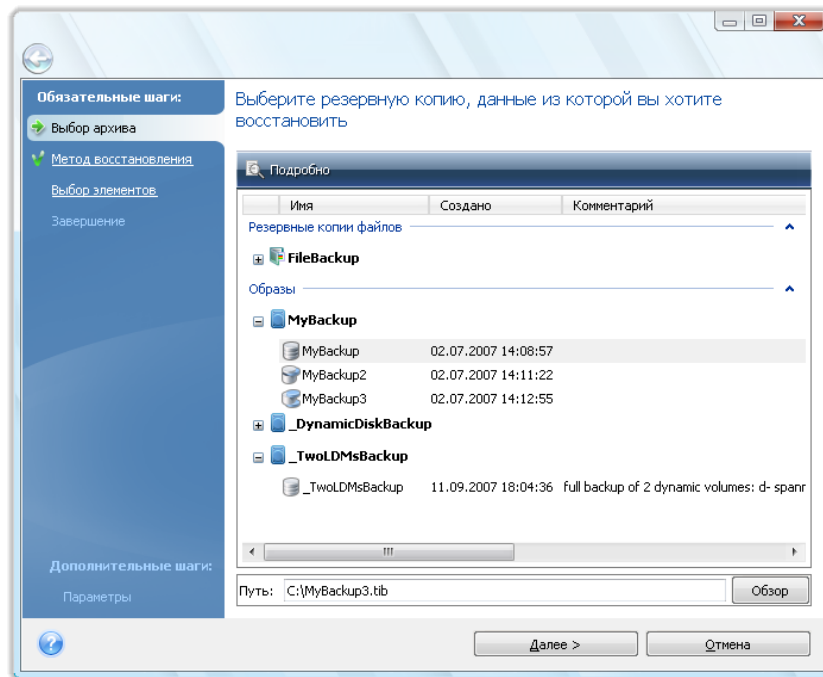 Обязательные шаги:
Выбор архива
Метод восстановления
Выбор элементов
Завершение
Дополнительные шаги:
Параметры
Выберите резервную копию, данные из которой вы хотите
восстановить
Подробно
Имя Создано Комментарий
Резервные копии файлов
FileBackup
Образы
MyBackup
MyBackup 02.07.2007 14:08:57
MyBackup2 02.07.2007 14:11:22
MyBackup3 02.07.2007 14:12:55
_DynamicDiskBackup
_TwoLDMsBackup
_TwoLDMsBackup 11.09.2007 18:04:36 full backup of 2 dynamic volumes: d- spanr
Путь: C:\MyBackup3.tib Обзор
Далее > Отмена